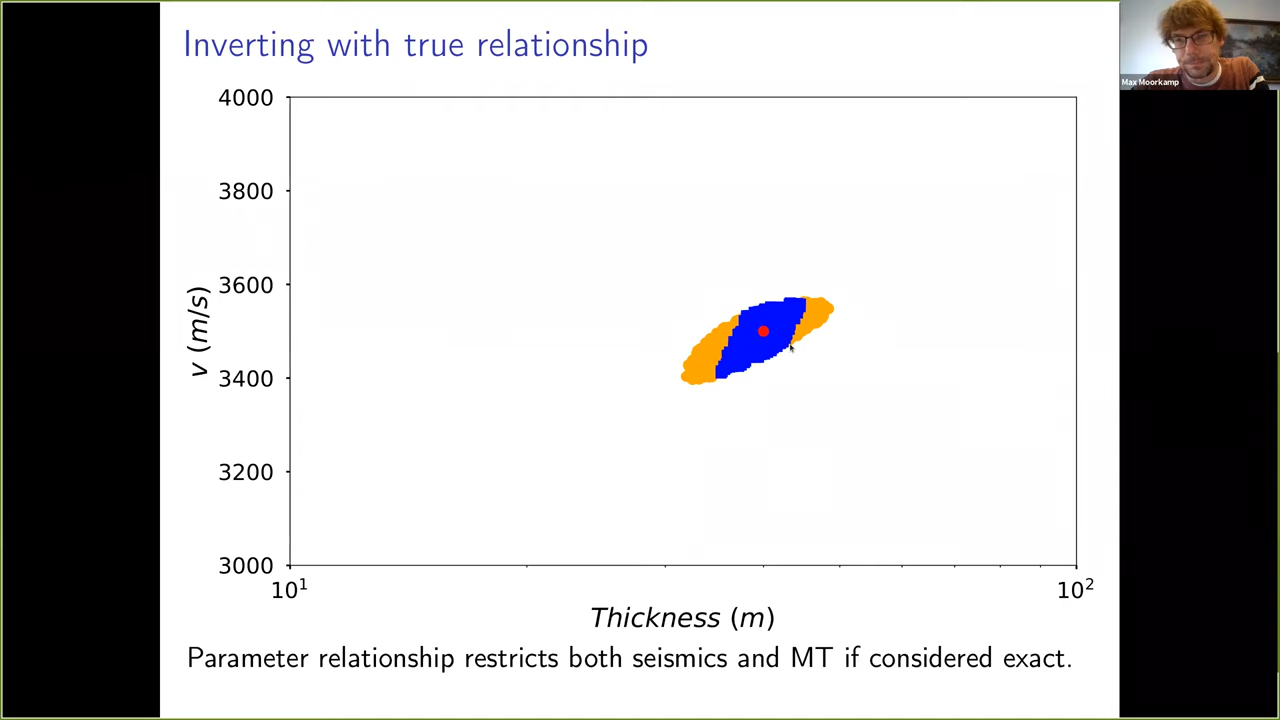 Inverting with true relationship
Max Moorkamp
4000
3800
3600
3400
3200
3000
v (m/s)
10¹
10²
Thickness (m)
Parameter relationship restricts both seismics and MT if considered exact.